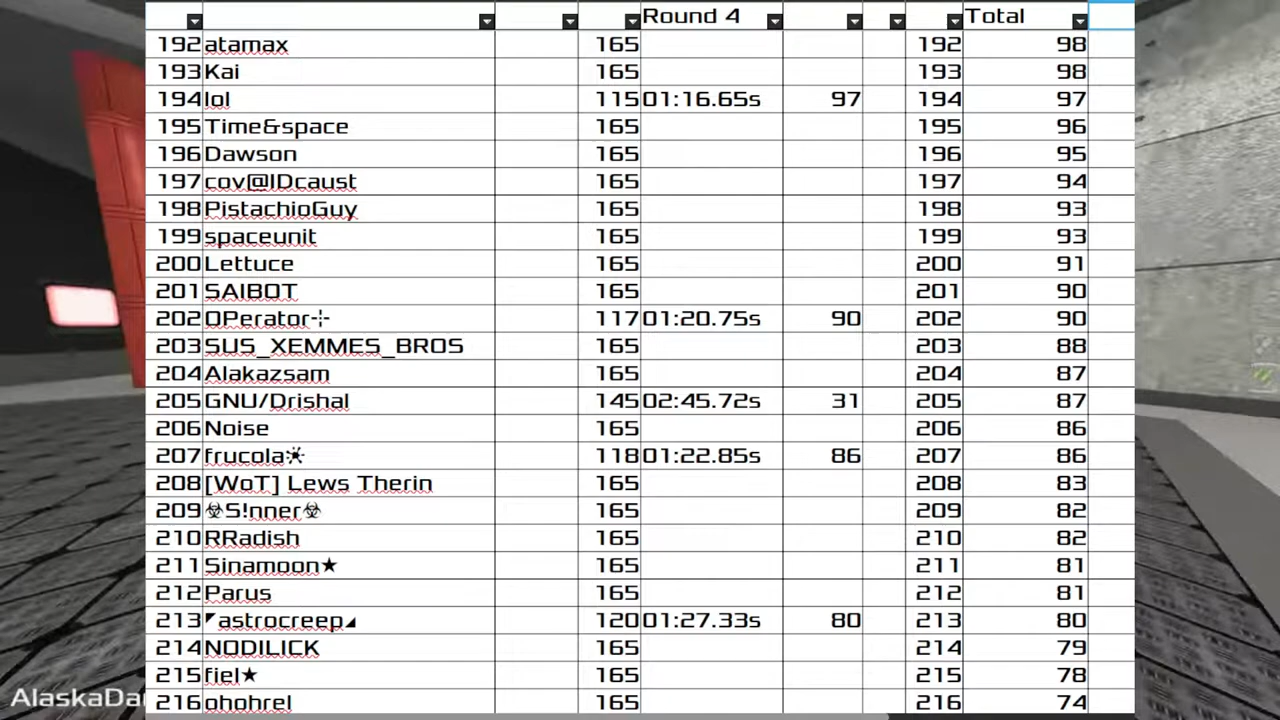 Round 4 Total
192 atamax 165 192 98
193 Kai 165 193 98
194 lol 115 01:16.65s 97 194 97
195 Time&space 165 195 96
196 Dawson 165 196 95
197 cov@IDcaust 165 197 94
198 PistachioGuy 165 198 93
199 spaceunit 165 199 93
200 Lettuce 165 200 91
201 SAIBOT 165 201 90
202 OPerator-¦- 117 01:20.75s 90 202 90
203 SUS_XEMMES_BROS 165 203 88
204 Alakazsam 165 204 87
205 GNU/Drishal 145 02:45.72s 31 205 87
206 Noise 165 206 86
207 frucola☀ 118 01:22.85s 86 207 86
208 [WoT] Lews Therin 165 208 83
209 ☣S!nner☣ 165 209 82
210 RRadish 165 210 82
211 Sinamoon★ 165 211 81
212 Parus 165 212 81
213 ◤astrocreep◢ 120 01:27.33s 80 213 80
214 NODILICK 165 214 79
215 fiel★ 165 215 78
216 ohohrel 165 216 74